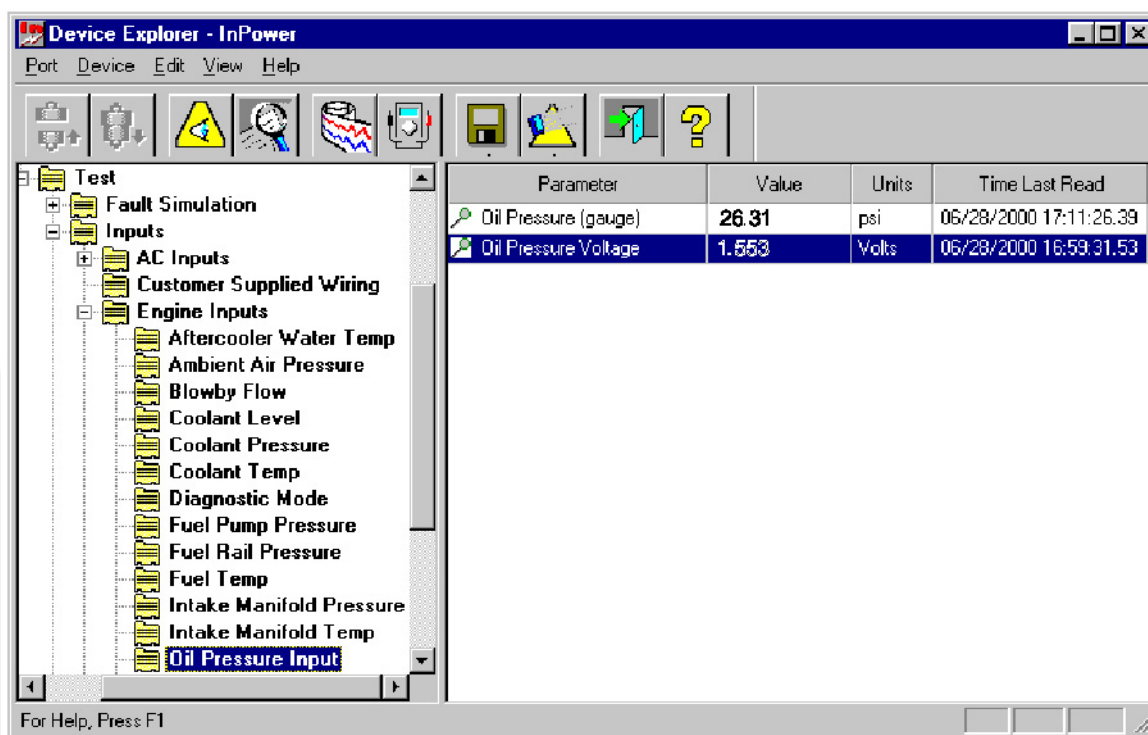 Device Explorer - InPower
Port Device Edit View Help
Test
Fault Simulation
Inputs
AC Inputs
Customer Supplied Wiring
Engine Inputs
Aftercooler Water Temp
Ambient Air Pressure
Blowby Flow
Coolant Level
Coolant Pressure
Coolant Temp
Diagnostic Mode
Fuel Pump Pressure
Fuel Rail Pressure
Fuel Temp
Intake Manifold Pressure
Intake Manifold Temp
Oil Pressure Input
Parameter Value Units Time Last Read
Oil Pressure (gauge) 26.31 psi 06/28/2000 17:11:26.39
Oil Pressure Voltage 1.553 Volts 06/28/2000 16:59:31.53
For Help, Press F1